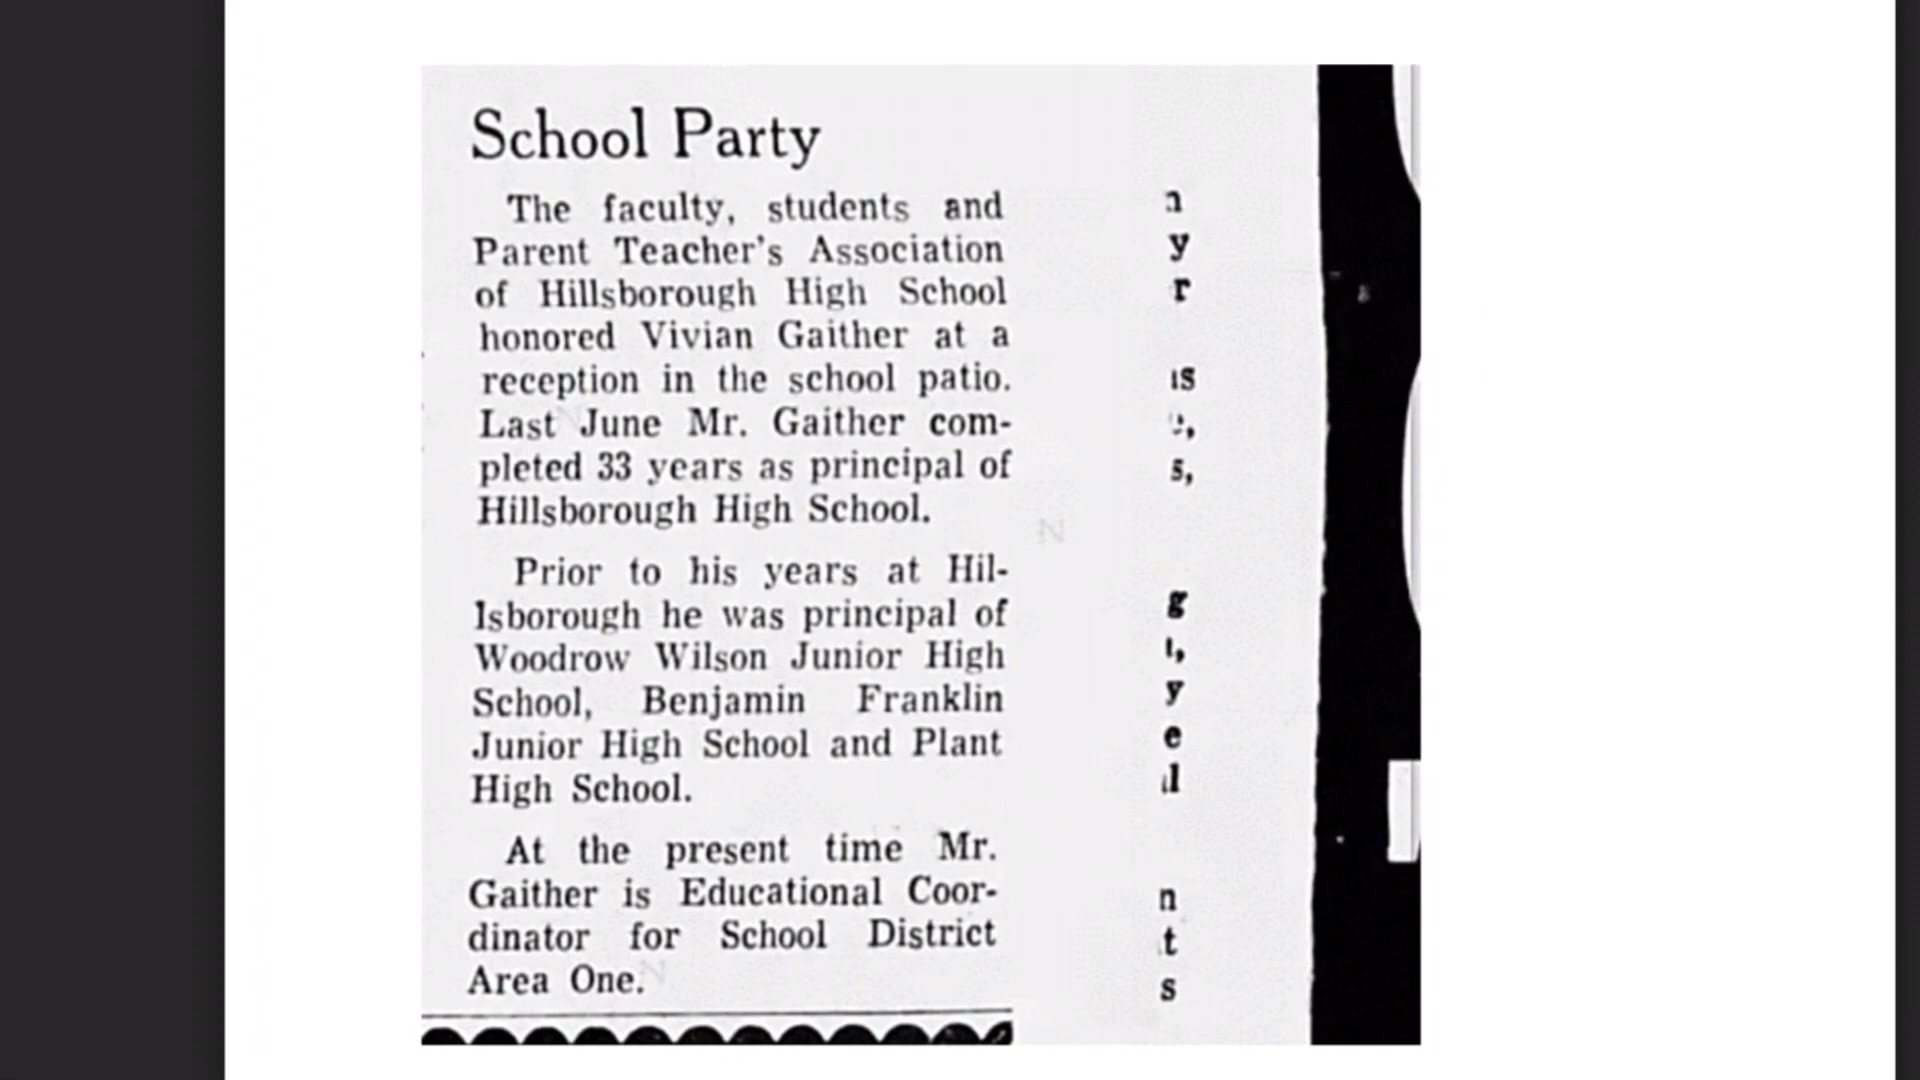 School Party
The faculty, students and
Parent Teacher's Association
of Hillsborough High School
honored Vivian Gaither at a
reception in the school patio.
Last June Mr. Gaither com-
pleted 33 years as principal of
Hillsborough High School.
Prior to his years at Hil-
lsborough he was principal of
Woodrow Wilson Junior High
School, Benjamin Franklin
Junior High School and Plant
High School.
At the present time Mr.
Gaither is Educational Coor-
dinator for School District
Area One.
y
r
s,
g
y
e
n
t
s